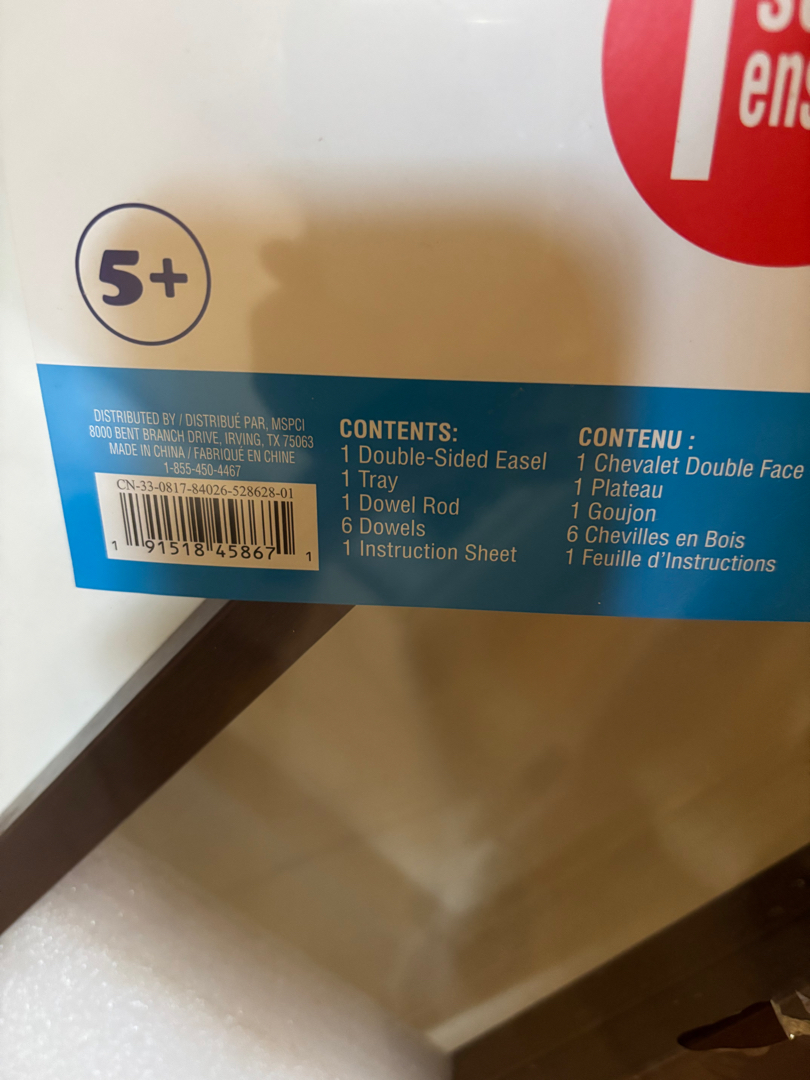 1
ens
5+
DISTRIBUTED BY / DISTRIBUÉ PAR, MSPCI
8000 BENT BRANCH DRIVE, IRVING, TX 75063
MADE IN CHINA / FABRIQUÉ EN CHINE
1-855-450-4467
CN-33-0817-84026-528628-01
1 91518 45867 1
CONTENTS:
1 Double-Sided Easel
1 Tray
1 Dowel Rod
6 Dowels
1 Instruction Sheet
CONTENU :
1 Chevalet Double Face
1 Plateau
1 Goujon
6 Chevilles en Bois
1 Feuille d'Instructions